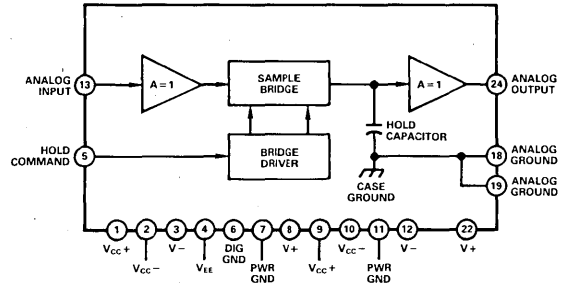 ANALOG
INPUT
13
A = 1
SAMPLE
BRIDGE
A = 1
24
ANALOG
OUTPUT
HOLD
CAPACITOR
HOLD
COMMAND
5
BRIDGE
DRIVER
CASE
GROUND
18
ANALOG
GROUND
19
ANALOG
GROUND
1 2 3 4 6 7 8 9 10 11 12 22
VCC + VCC − V − VEE DIG GND PWR GND V + VCC + VCC − PWR GND V − V +